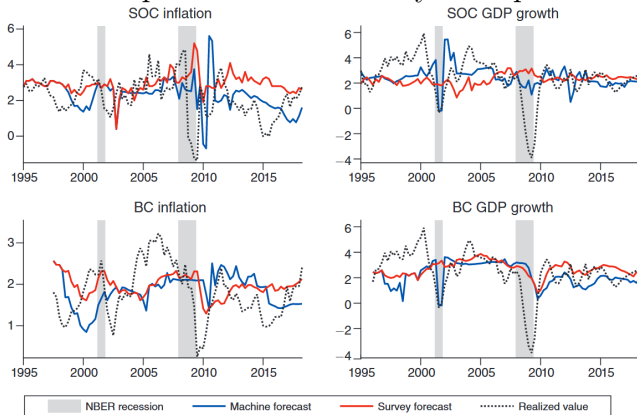 SOC inflation
6
4
2
0
1995 2000 2005 2010 2015
SOC GDP growth
6
4
2
0
−2
−4
1995 2000 2005 2010 2015
BC inflation
3
2
1
1995 2000 2005 2010 2015
BC GDP growth
6
4
2
0
−2
−4
1995 2000 2005 2010 2015
NBER recession Machine forecast Survey forecast Realized value